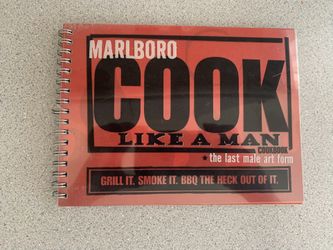 MARLBORO
COOK
LIKE A MAN
COOKBOOK
*the last male art form
GRILL IT. SMOKE IT. BBQ THE HECK OUT OF IT.